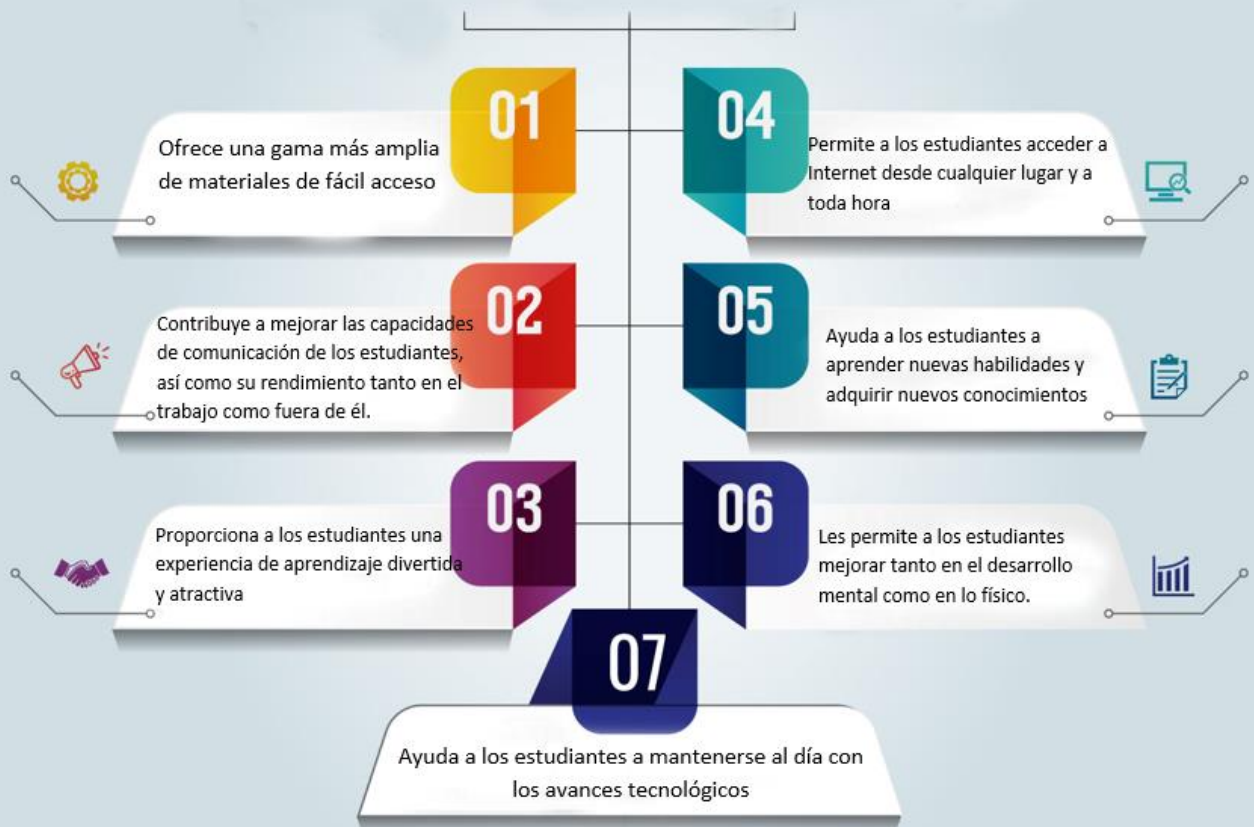 01
Ofrece una gama más amplia
de materiales de fácil acceso
02
Contribuye a mejorar las capacidades
de comunicación de los estudiantes,
así como su rendimiento tanto en el
trabajo como fuera de él.
03
Proporciona a los estudiantes una
experiencia de aprendizaje divertida
y atractiva
04
Permite a los estudiantes acceder a
Internet desde cualquier lugar y a
toda hora
05
Ayuda a los estudiantes a
aprender nuevas habilidades y
adquirir nuevos conocimientos
06
Les permite a los estudiantes
mejorar tanto en el desarrollo
mental como en lo físico.
07
Ayuda a los estudiantes a mantenerse al día con
los avances tecnológicos